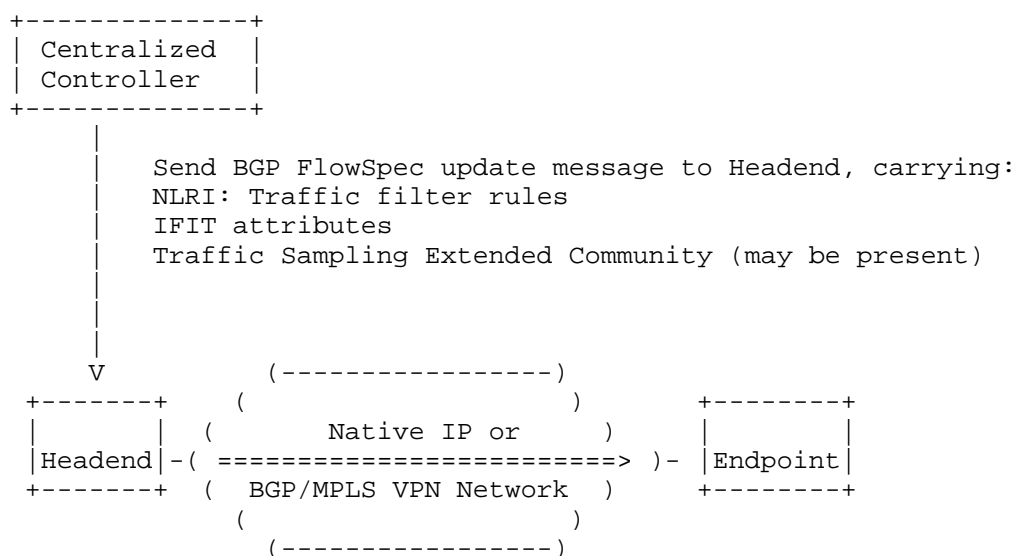 Centralized
Controller
Send BGP FlowSpec update message to Headend, carrying:
NLRI: Traffic filter rules
IFIT attributes
Traffic Sampling Extended Community (may be present)
V
Native IP or
Headend
Endpoint
BGP/MPLS VPN Network